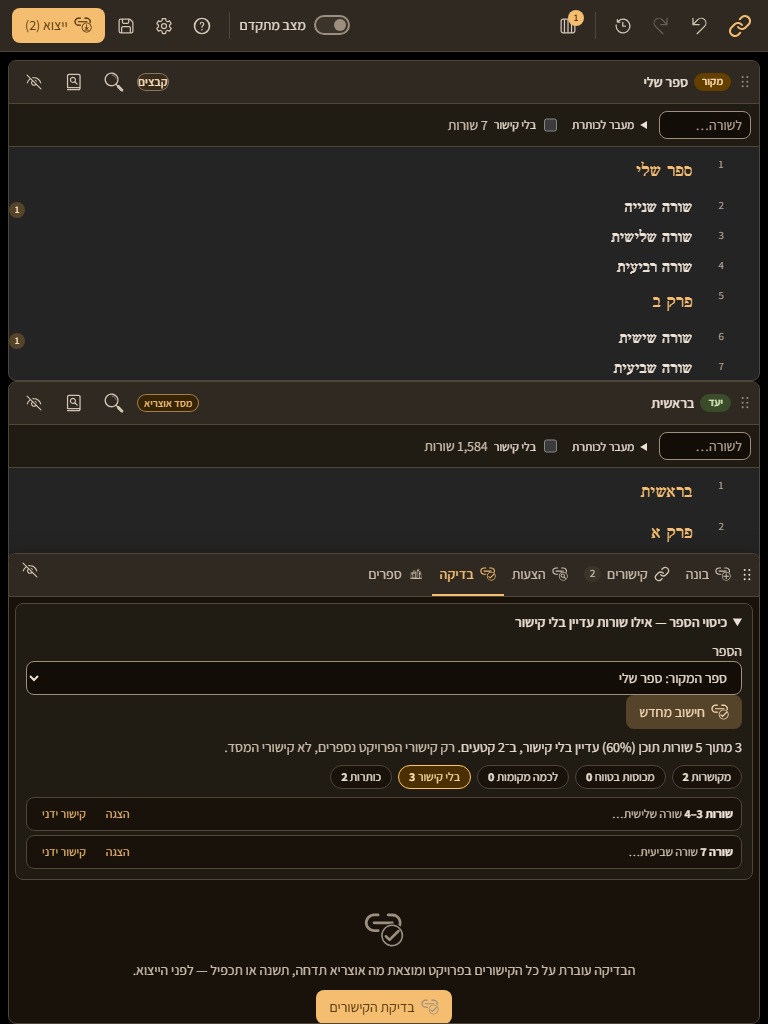 1 מצב מתקדם ייצוא (2)
מקור ספר שלי קבצים
לשורה... מעבר לכותרת בלי קישור 7 שורות
1 ספר שלי
2 שורה שנייה 1
3 שורה שלישית
4 שורה רביעית
5 פרק ב
6 שורה שישית 1
7 שורה שביעית
יעד בראשית מסד אוצריא
לשורה... מעבר לכותרת בלי קישור 1,584 שורות
1 בראשית
2 פרק א
בונה קישורים 2 הצעות בדיקה ספרים
כיסוי הספר — אילו שורות עדיין בלי קישור
הספר
ספר המקור: ספר שלי
חישוב מחדש
3 מתוך 5 שורות תוכן (60%) עדיין בלי קישור, ב־2 קטעים. רק קישורי הפרויקט נספרים, לא קישורי המסד.
מקושרות 2 מכוסות בטווח 0 לכמה מקומות 0 בלי קישור 3 כותרות 2
שורות 3–4 שורה שלישית... הצגה קישור ידני
שורה 7 שורה שביעית... הצגה קישור ידני
הבדיקה עוברת על כל הקישורים בפרויקט ומוצאת מה אוצריא תדחה, תשנה או תכפיל — לפני הייצוא.
בדיקת הקישורים